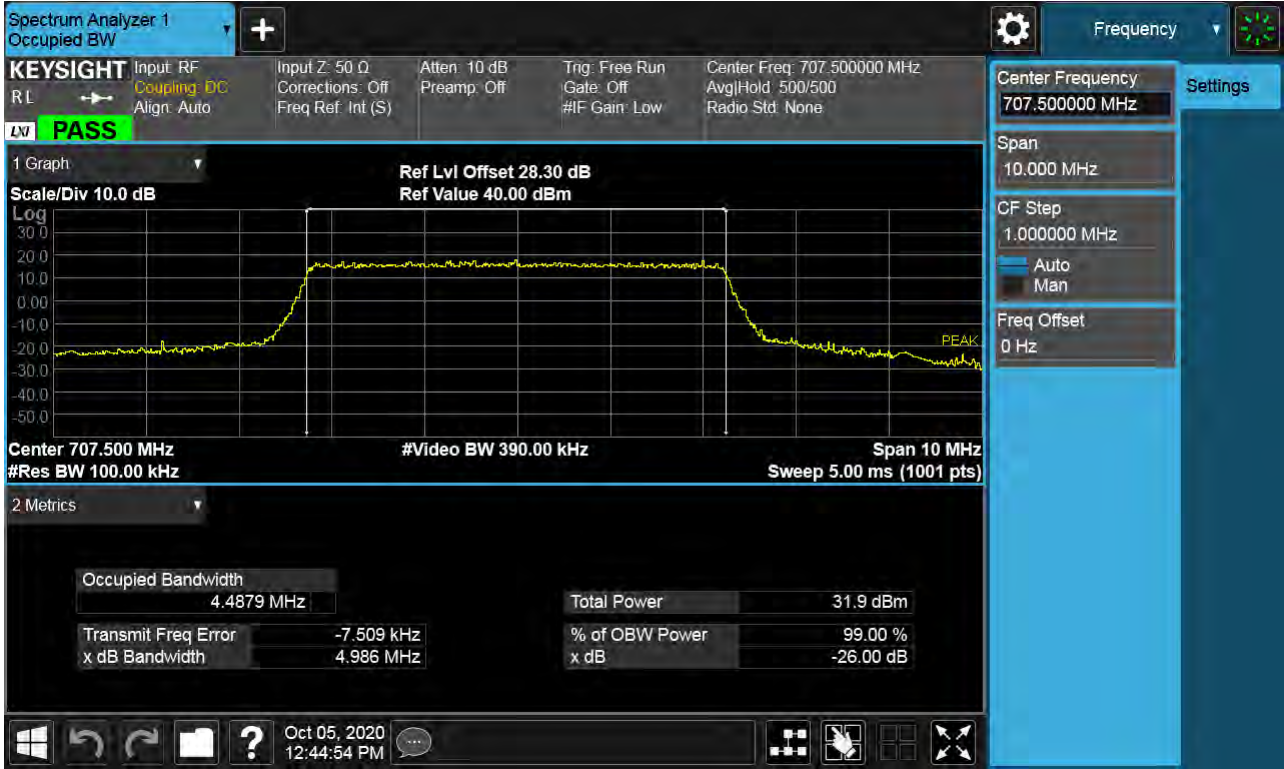 Spectrum Analyzer 1
Occupied BW
Frequency
KEYSIGHT
RL
LXI
PASS
Input: RF
Coupling: DC
Align: Auto
Input Z: 50 Ω
Corrections: Off
Freq Ref: Int (S)
Atten: 10 dB
Preamp: Off
Trig: Free Run
Gate: Off
#IF Gain: Low
Center Freq: 707.500000 MHz
Avg|Hold: 500/500
Radio Std: None
Center Frequency
707.500000 MHz
Settings
Span
10.000 MHz
CF Step
1.000000 MHz
Auto
Man
Freq Offset
0 Hz
1 Graph
Scale/Div 10.0 dB
Ref Lvl Offset 28.30 dB
Ref Value 40.00 dBm
Log
30.0
20.0
10.0
0.00
-10.0
-20.0
-30.0
-40.0
-50.0
PEAK
Center 707.500 MHz
#Video BW 390.00 kHz
Span 10 MHz
#Res BW 100.00 kHz
Sweep 5.00 ms (1001 pts)
2 Metrics
Occupied Bandwidth
4.4879 MHz
Total Power 31.9 dBm
Transmit Freq Error -7.509 kHz
% of OBW Power 99.00 %
x dB Bandwidth 4.986 MHz
x dB -26.00 dB
?
Oct 05, 2020
12:44:54 PM